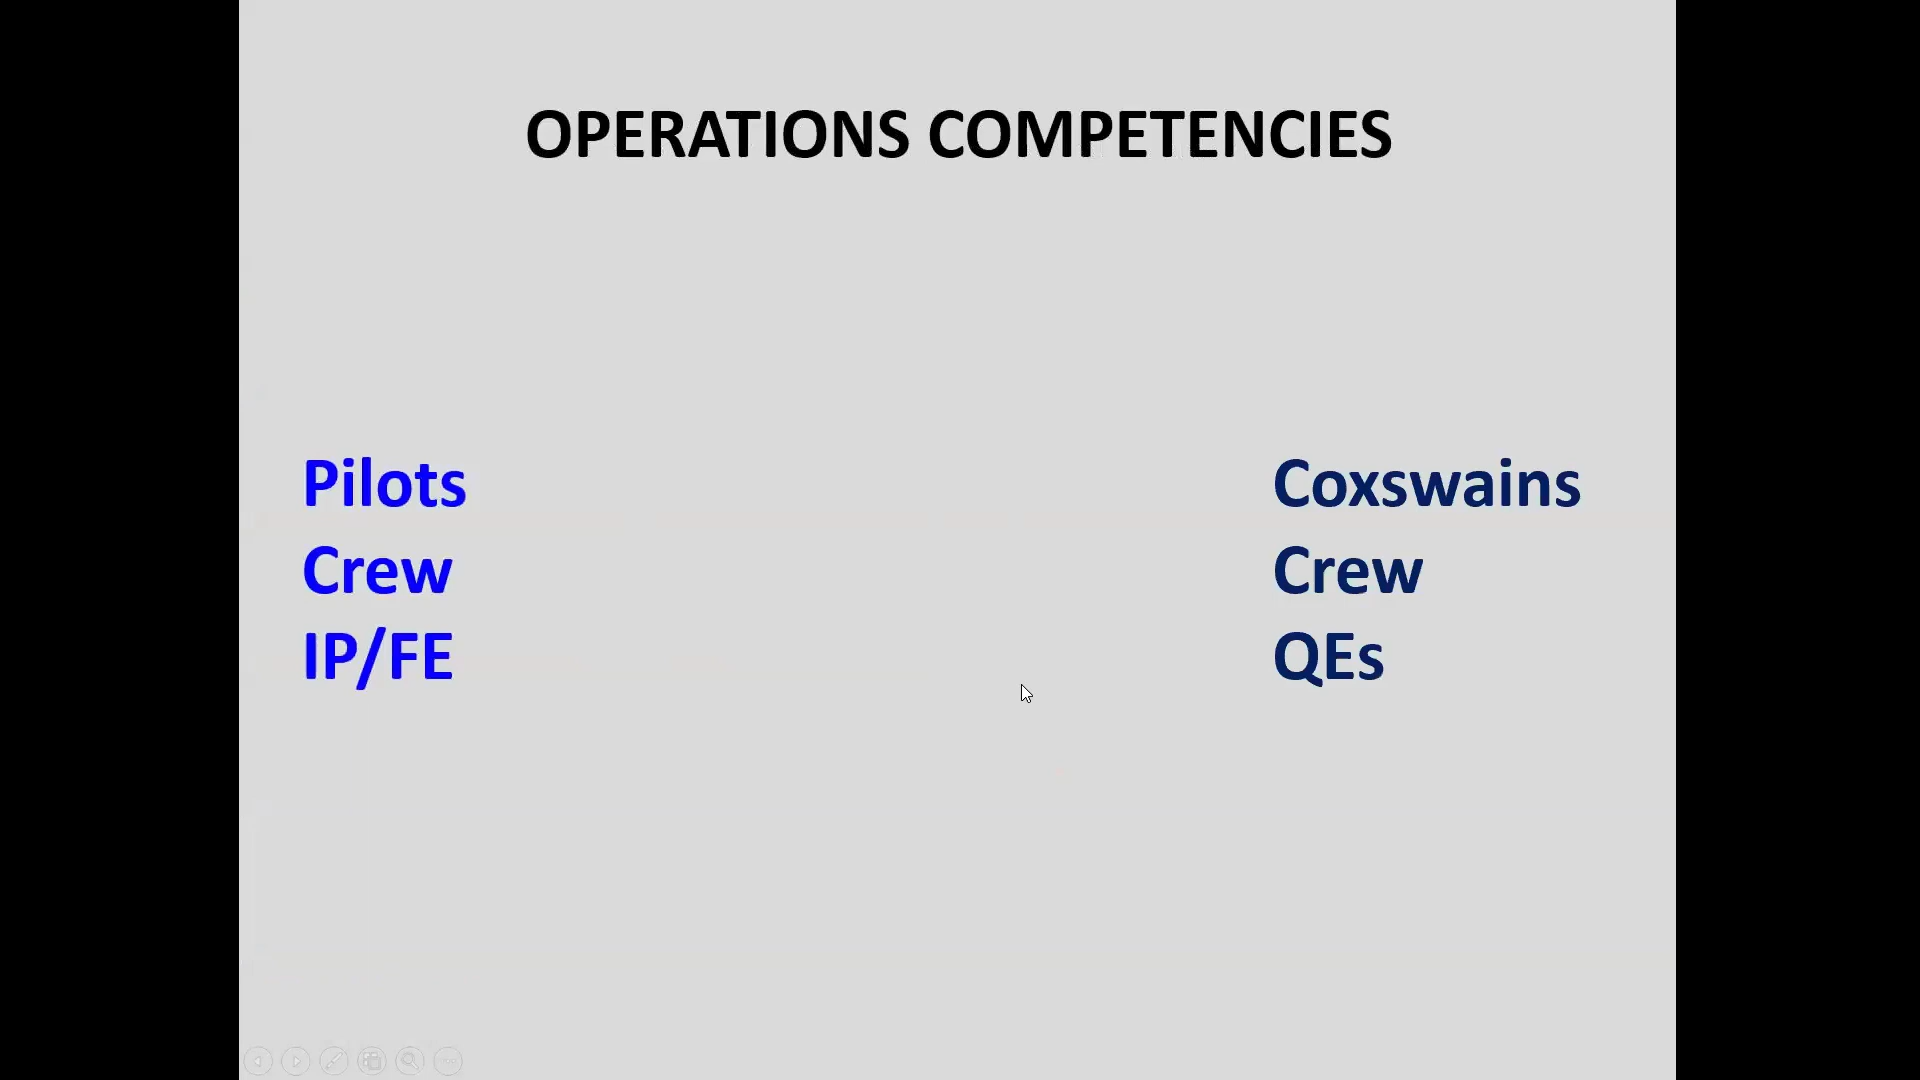 OPERATIONS COMPETENCIES
Pilots
Crew
IP/FE
Coxswains
Crew
QEs